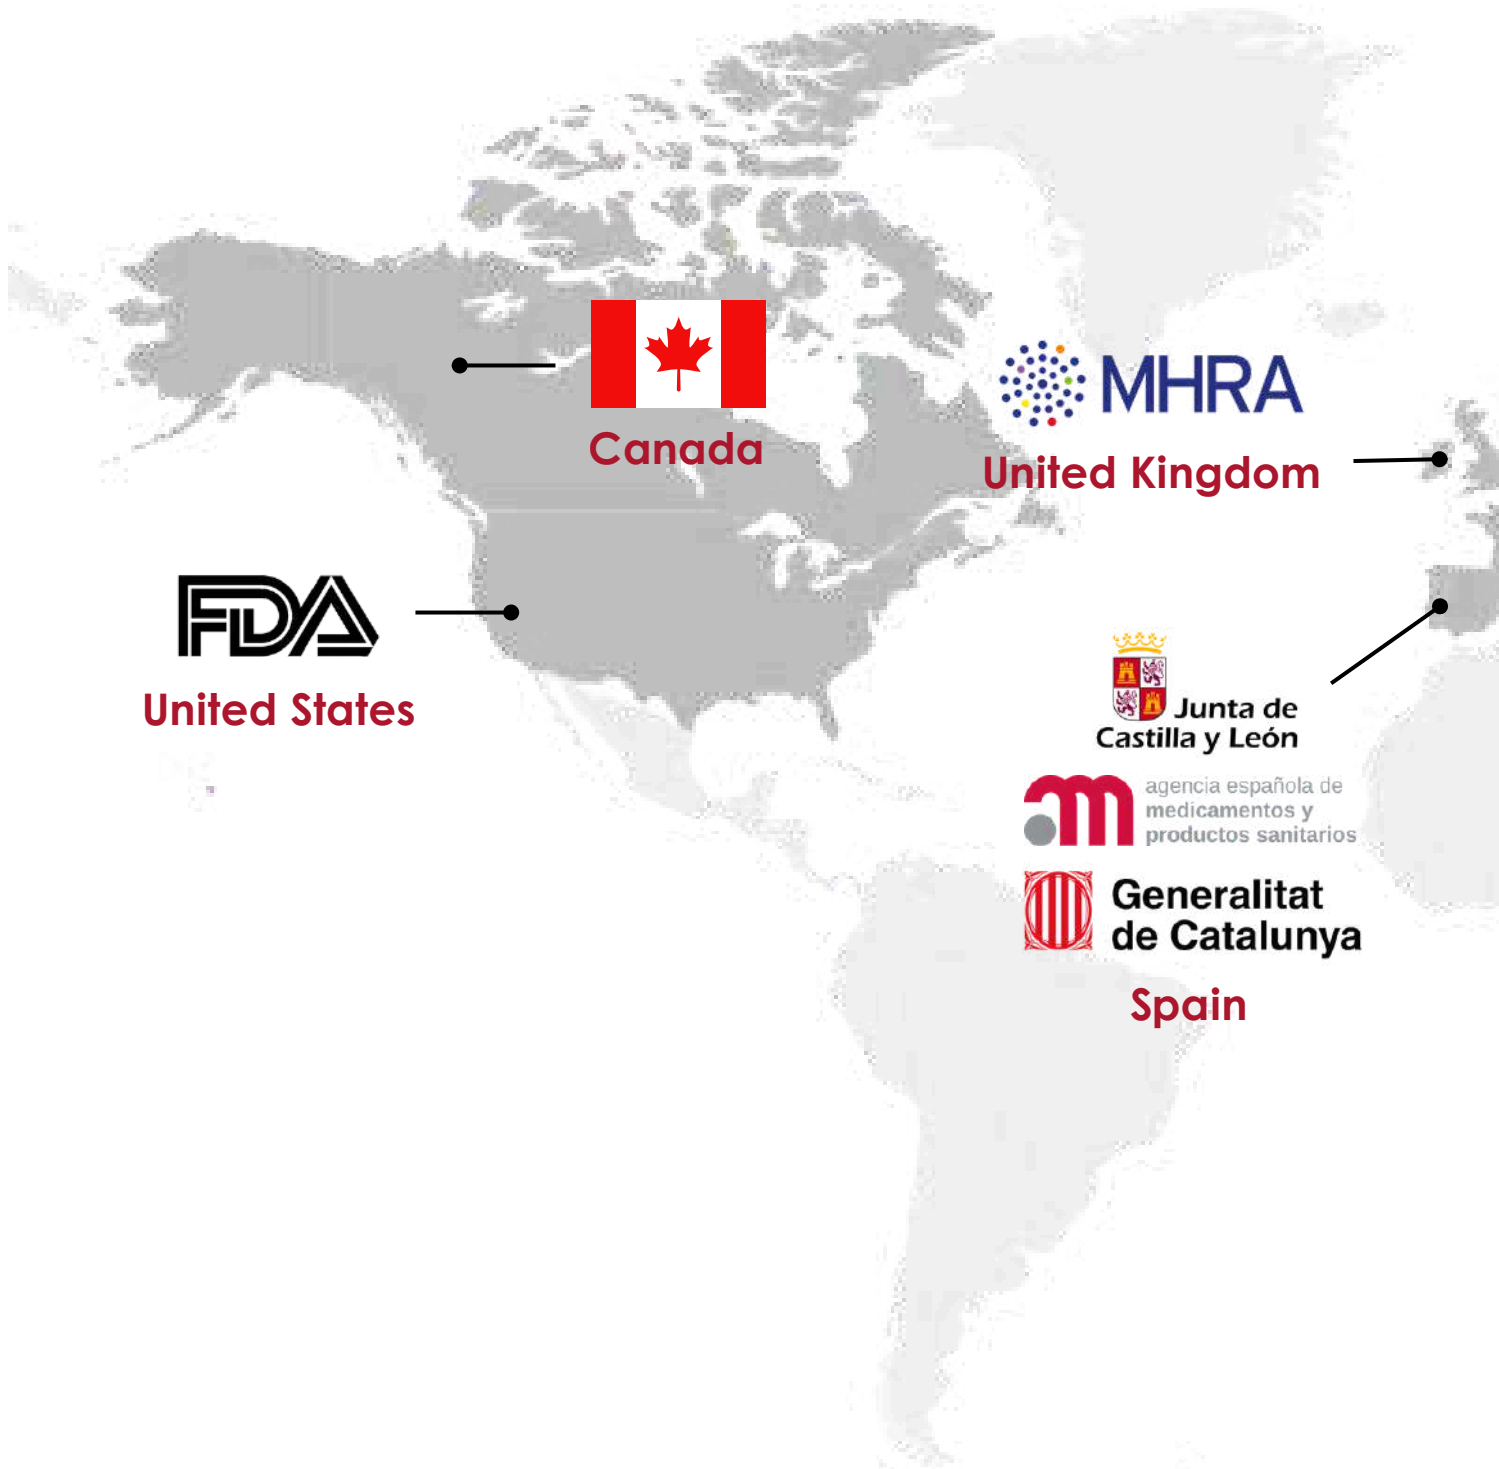 Canada
MHRA
United Kingdom
FDA
United States
Junta de
Castilla y León
agencia española de
medicamentos y
productos sanitarios
Generalitat
de Catalunya
Spain